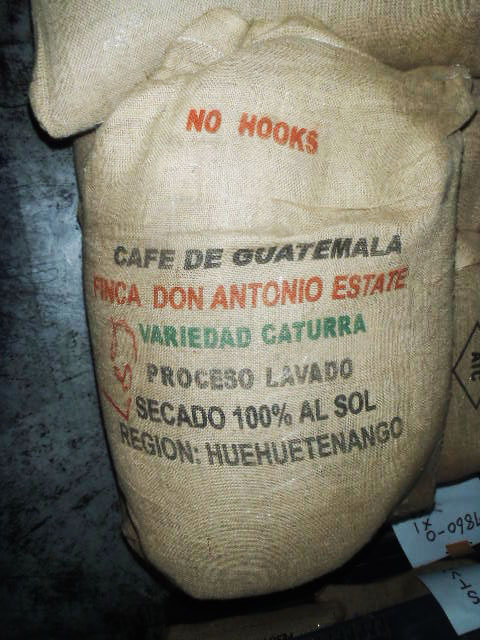 NO HOOKS
CAFE DE GUATEMALA
FINCA DON ANTONIO ESTATE
VARIEDAD CATURRA
PROCESO LAVADO
SECADO 100% AL SOL
REGION: HUEHUETENANGO